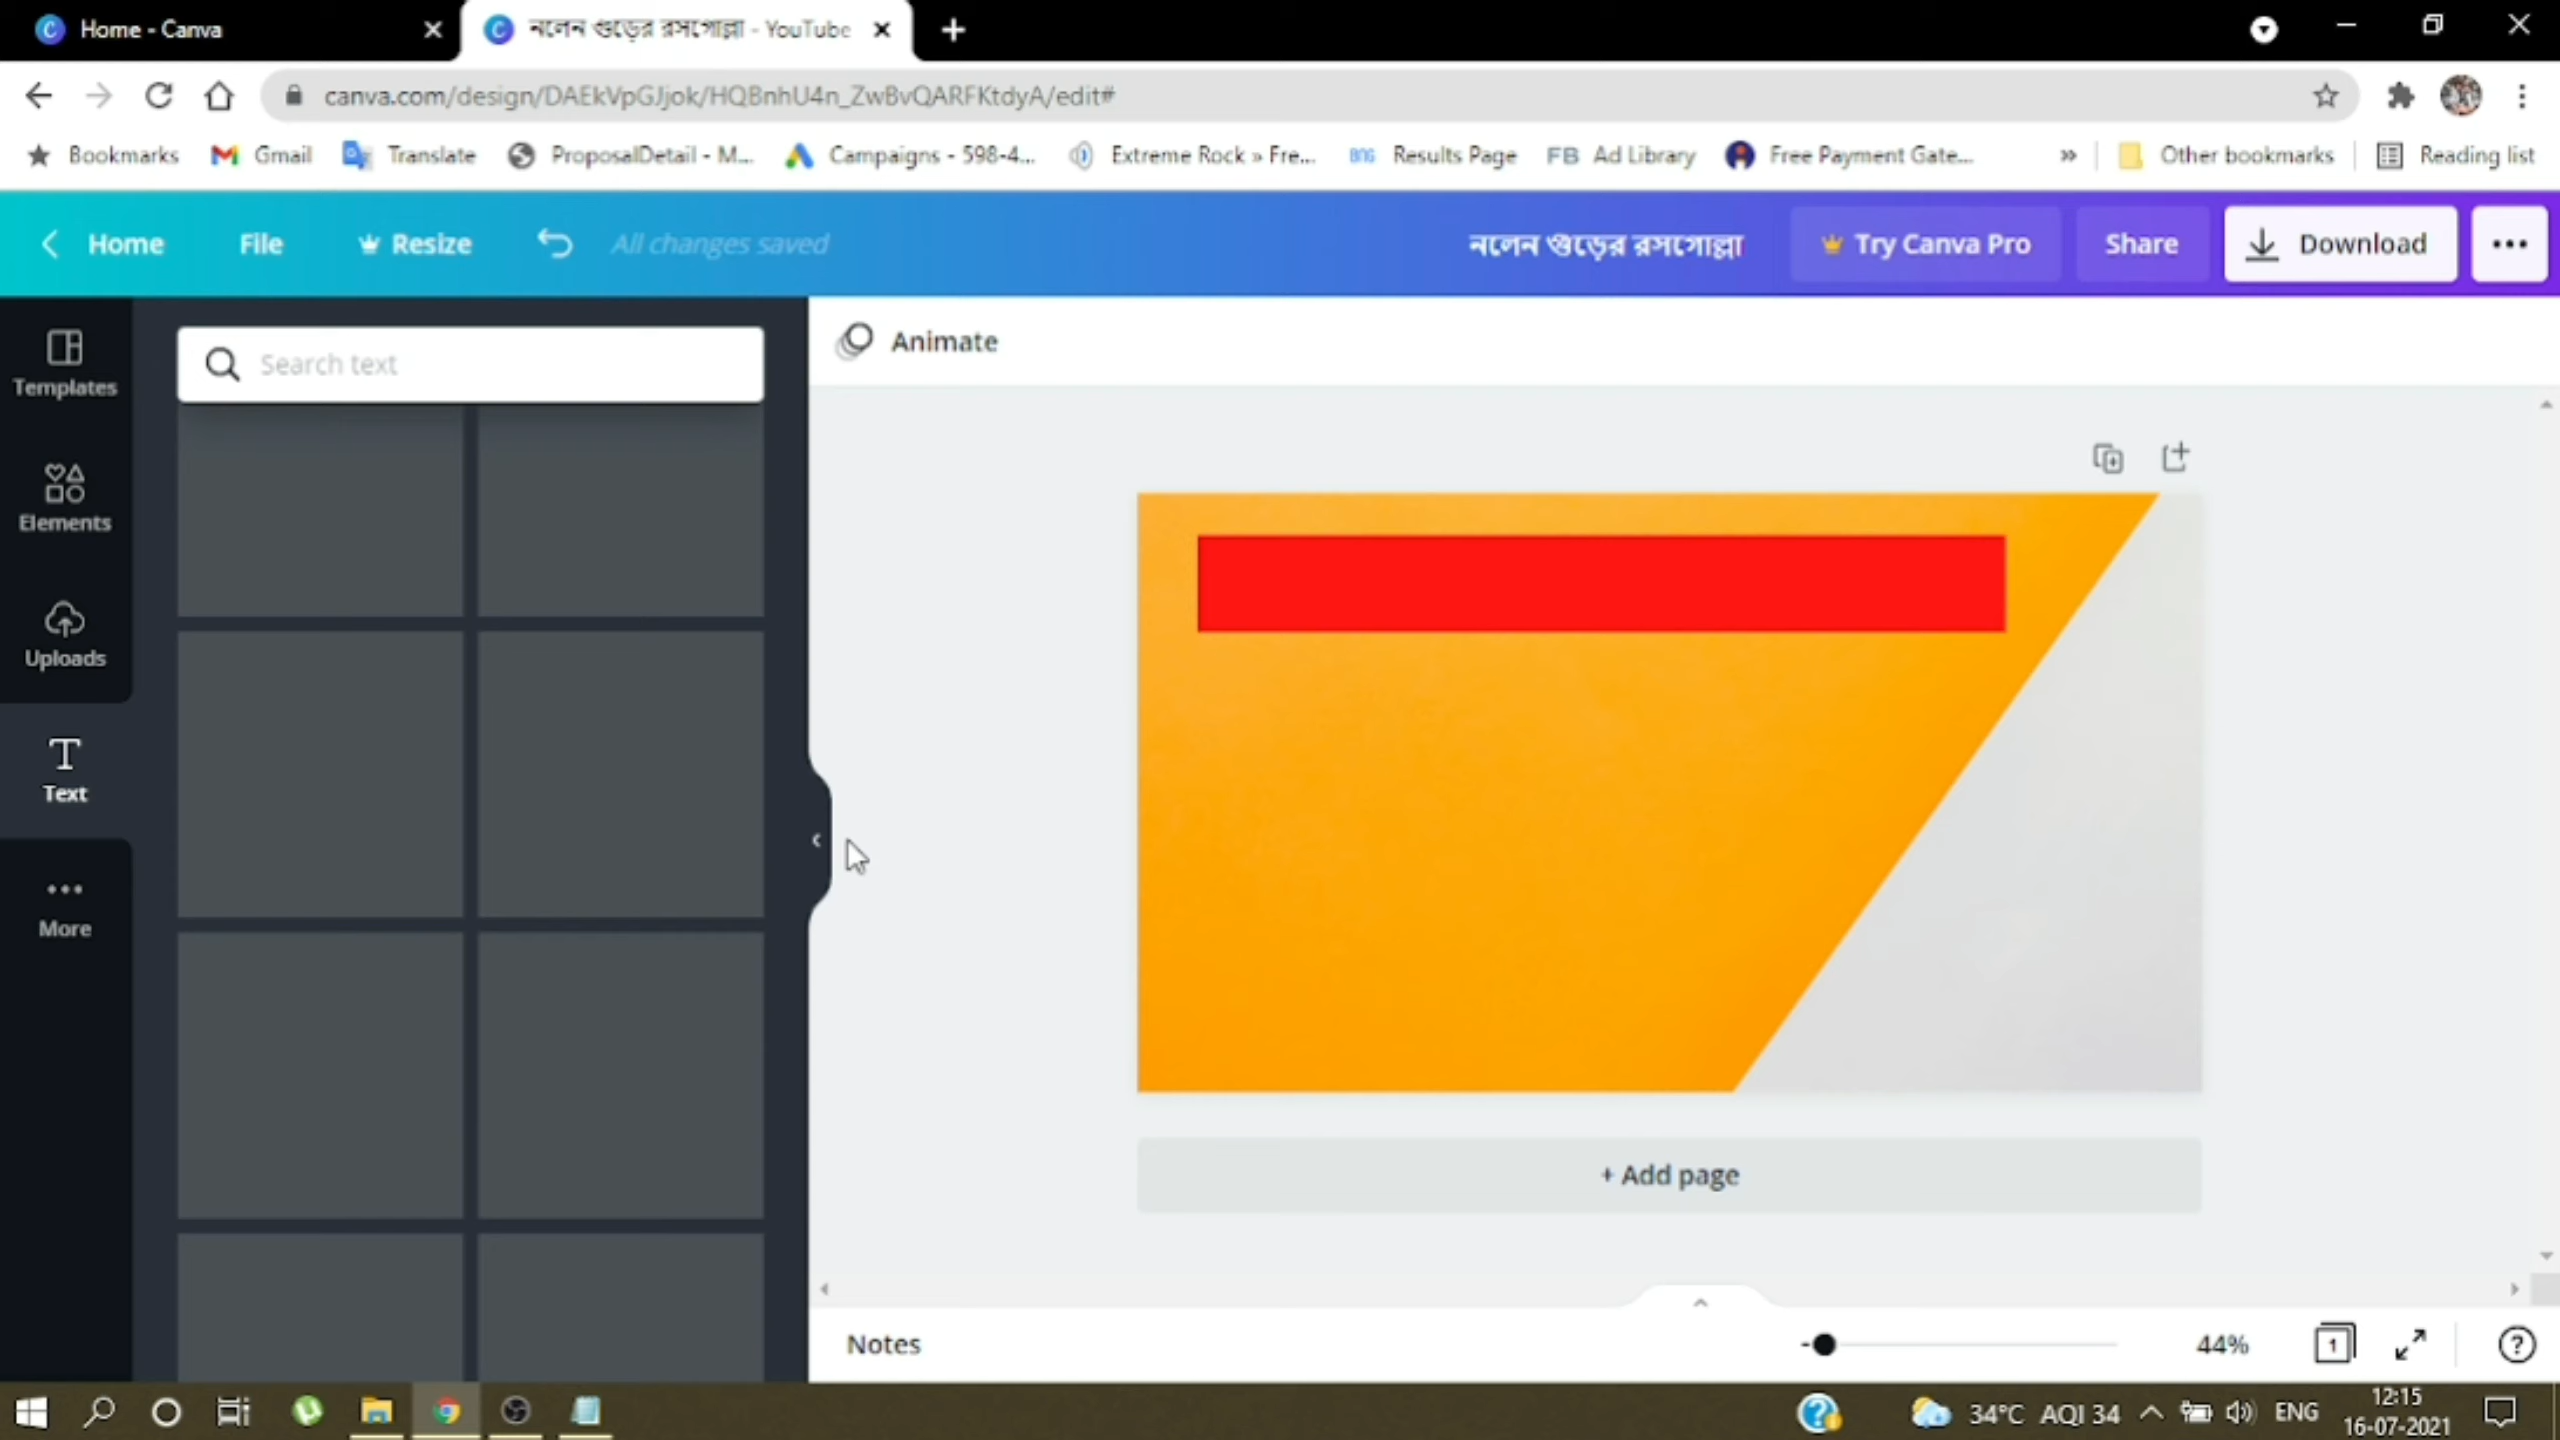 Home - Canva
নলেন গুড়ের রসগোল্লা - YouTube
canva.com/design/DAEkVpGJjok/HQBnhU4n_ZwBvQARFKtdyA/edit#
Bookmarks Gmail Translate ProposalDetail - M... Campaigns - 598-4... Extreme Rock » Fre... BNG Results Page FB Ad Library Free Payment Gate... » Other bookmarks Reading list
Home File Resize All changes saved নলেন গুড়ের রসগোল্লা Try Canva Pro Share Download
Search text
Animate
Templates
Elements
Uploads
Text
More
+ Add page
Notes 44% 1
34°C AQI 34 ENG 12:15
16-07-2021